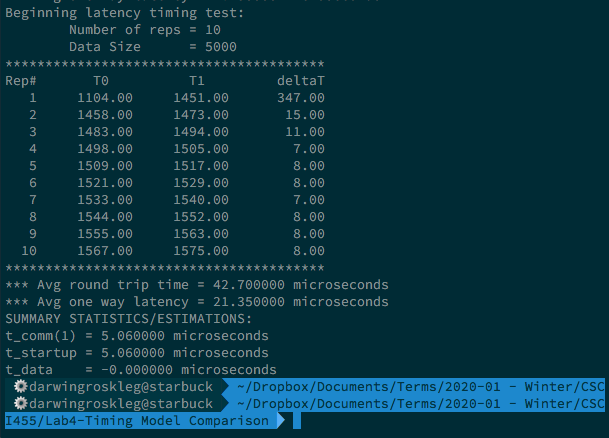 Beginning latency timing test:
Number of reps = 10
Data Size = 5000
****************************************
Rep# T0 T1 deltaT
1 1104.00 1451.00 347.00
2 1458.00 1473.00 15.00
3 1483.00 1494.00 11.00
4 1498.00 1505.00 7.00
5 1509.00 1517.00 8.00
6 1521.00 1529.00 8.00
7 1533.00 1540.00 7.00
8 1544.00 1552.00 8.00
9 1555.00 1563.00 8.00
10 1567.00 1575.00 8.00
****************************************
*** Avg round trip time = 42.700000 microseconds
*** Avg one way latency = 21.350000 microseconds
SUMMARY STATISTICS/ESTIMATIONS:
t_comm(1) = 5.060000 microseconds
t_startup = 5.060000 microseconds
t_data = -0.000000 microseconds
darwingroskleg@starbuck ~/Dropbox/Documents/Terms/2020-01 - Winter/CSC
darwingroskleg@starbuck ~/Dropbox/Documents/Terms/2020-01 - Winter/CSC
I455/Lab4-Timing Model Comparison